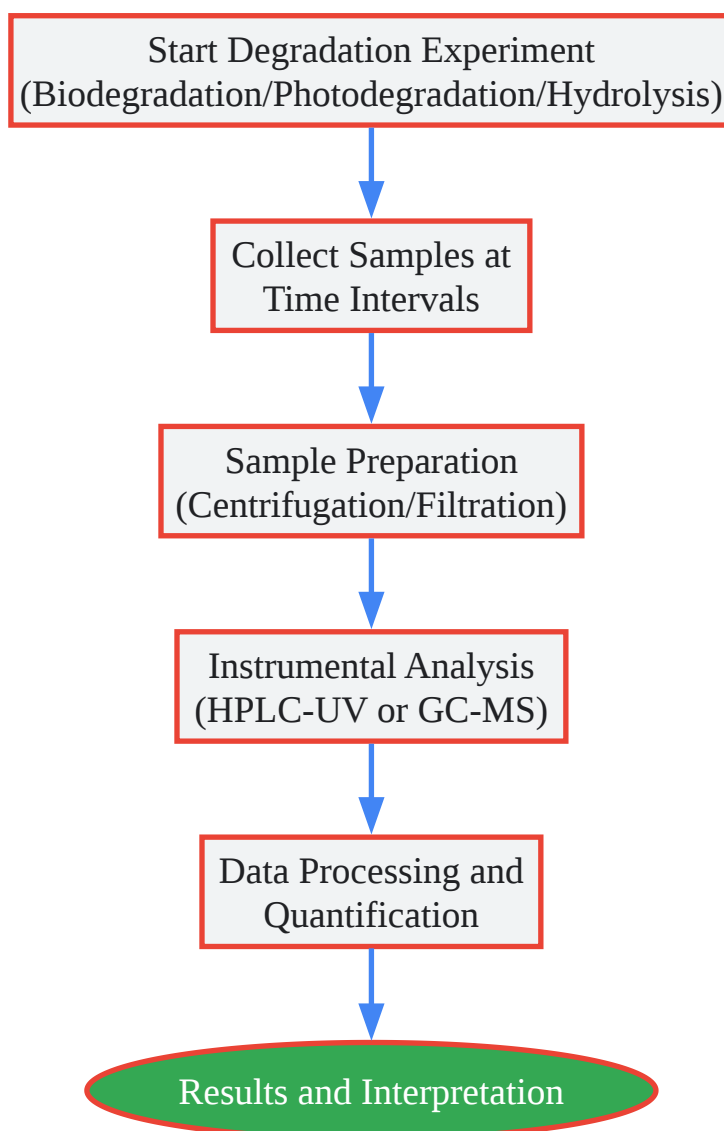 Start Degradation Experiment
(Biodegradation/Photodegradation/Hydrolysis)
Collect Samples at
Time Intervals
Sample Preparation
(Centrifugation/Filtration)
Instrumental Analysis
(HPLC-UV or GC-MS)
Data Processing and
Quantification
Results and Interpretation